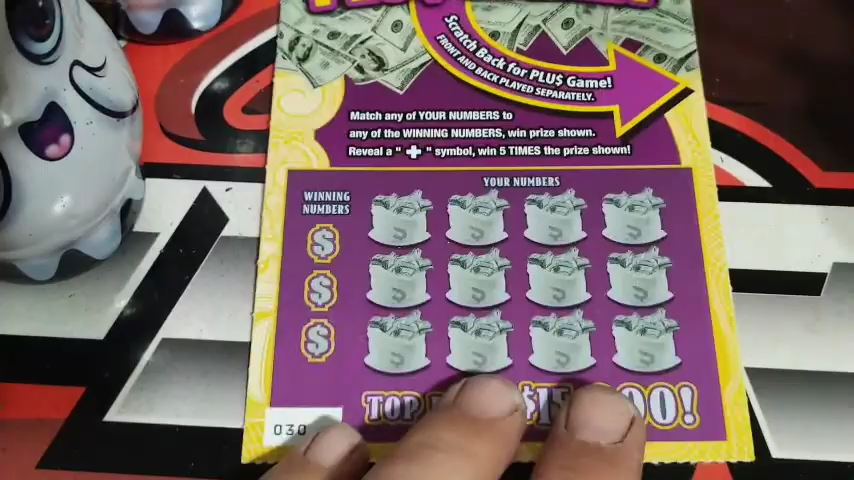 Scratch Back for PLU$ Game!
FRONT AND BACK PLAYED SEPARATELY.
Match any of YOUR NUMBERS to
any of the WINNING NUMBERS, win prize shown.
Reveal a " + " symbol, win 5 TIMES the prize shown!
YOUR NUMBERS
WINNING
NUMBERS
$
$
$
TOP
030